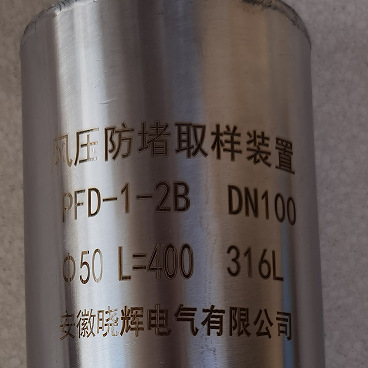 风压防堵取样装置
PFD-1-2B DN100
Φ50 L=400 316L
安徽晓辉电气有限公司